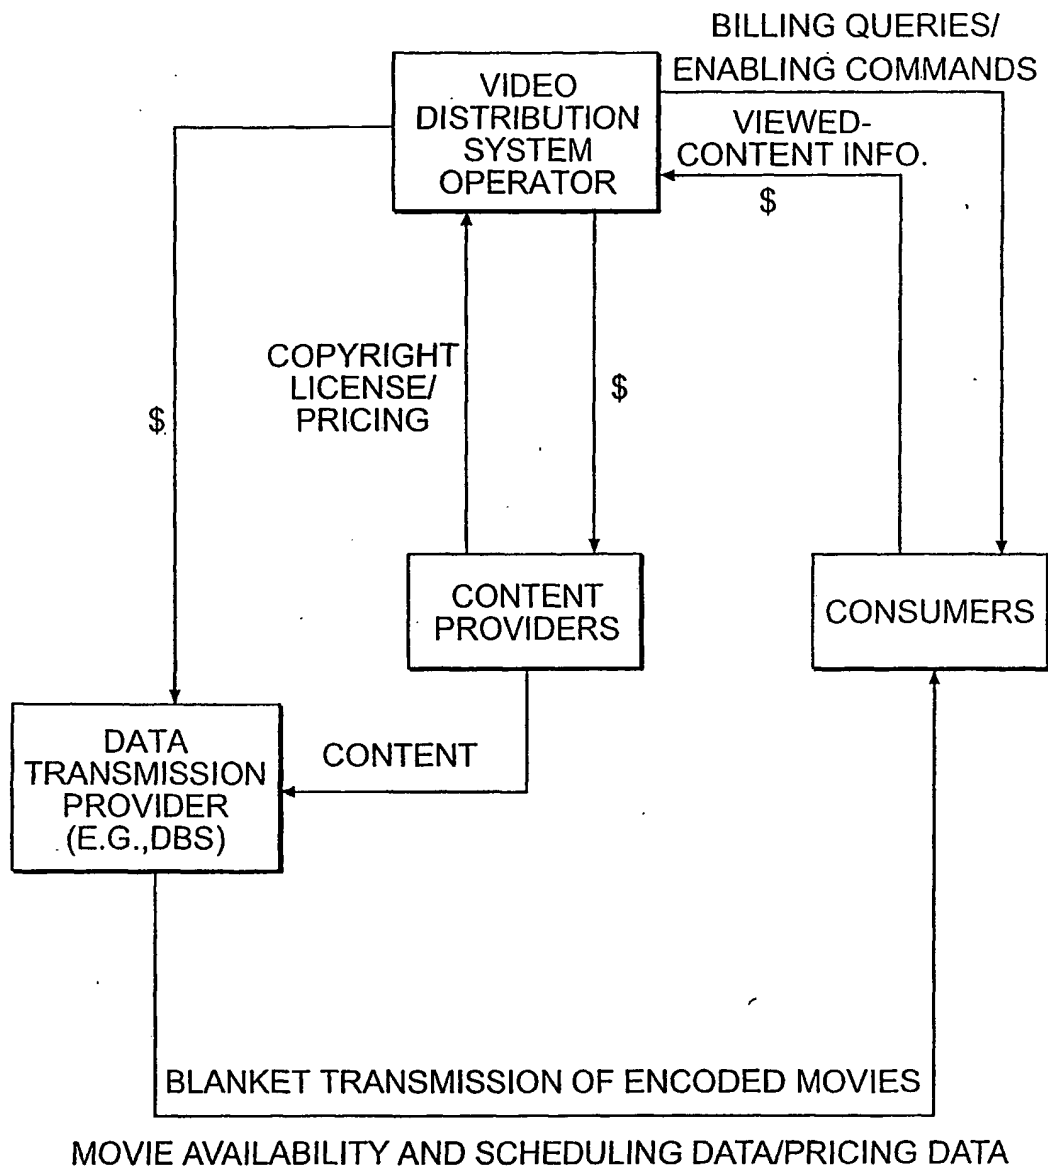 BILLING QUERIES/
ENABLING COMMANDS
VIDEO
DISTRIBUTION
SYSTEM
OPERATOR
VIEWED-
CONTENT INFO.
$
COPYRIGHT
LICENSE/
PRICING
$
$
CONTENT
PROVIDERS
CONSUMERS
DATA
TRANSMISSION
PROVIDER
(E.G.,DBS)
CONTENT
BLANKET TRANSMISSION OF ENCODED MOVIES
MOVIE AVAILABILITY AND SCHEDULING DATA/PRICING DATA